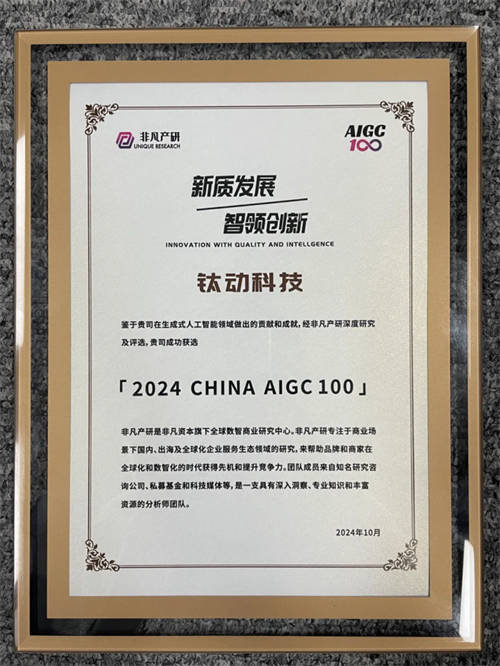 非凡产研
UNIQUE RESEARCH
AIGC
100
新质发展
智领创新
INNOVATION WITH QUALITY AND INTELLGENCE
钛动科技
鉴于贵司在生成式人工智能领域做出的贡献和成就，经非凡产研深度研究
及评选，贵司成功获选
「2024 CHINA AIGC 100」
非凡产研是非凡资本旗下全球数智商业研究中心。非凡产研专注于商业场
景下国内、出海及全球化企业服务生态领域的研究，来帮助品牌和商家在
全球化和数智化的时代获得先机和提升竞争力。团队成员来自知名研究咨
询公司、私募基金和科技媒体等，是一支具有深入洞察、专业知识和丰富
资源的分析师团队。
2024年10月